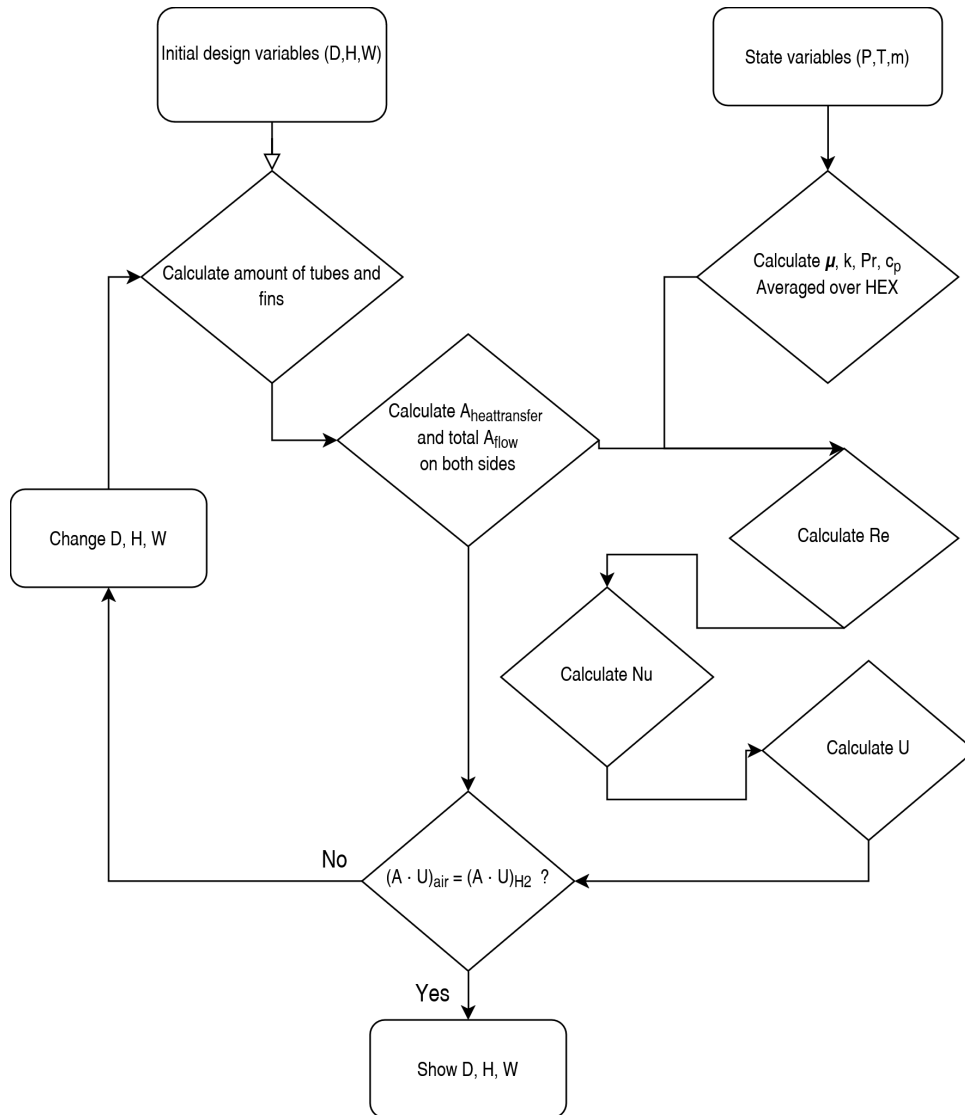 Initial design variables (D,H,W)
State variables (P,T,m)
Calculate amount of tubes and
fins
Calculate μ, k, Pr, cp
Averaged over HEX
Calculate Aheattransfer
and total Aflow
on both sides
Change D, H, W
Calculate Re
Calculate Nu
Calculate U
No
(A · U)air = (A · U)H2 ?
Yes
Show D, H, W